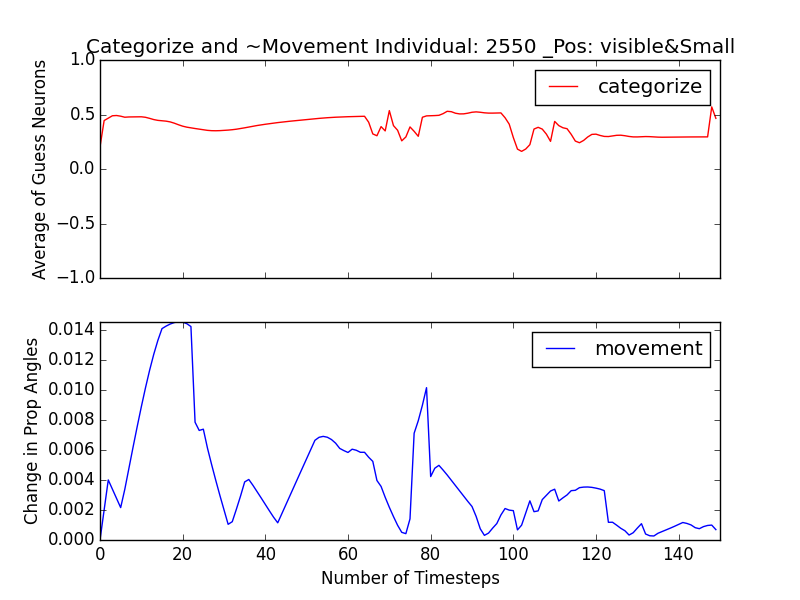 Categorize and ~Movement Individual: 2550 _Pos: visible&Small
1.0
categorize
0.5
0.0
−0.5
−1.0
Average of Guess Neurons
0.014
movement
0.012
0.010
0.008
0.006
0.004
0.002
0.000
Change in Prop Angles
0 20 40 60 80 100 120 140
Number of Timesteps